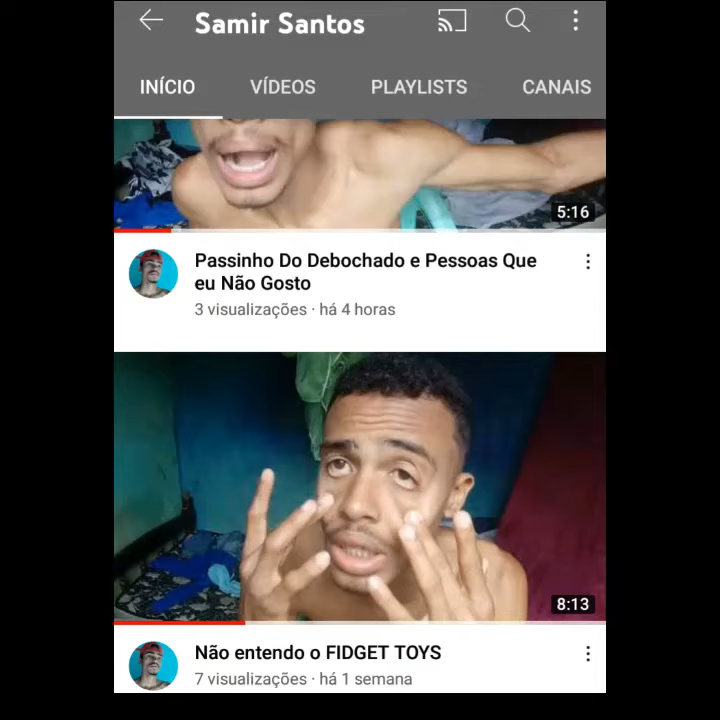 Samir Santos
INÍCIO VÍDEOS PLAYLISTS CANAIS
5:16
Passinho Do Debochado e Pessoas Que
eu Não Gosto
3 visualizações · há 4 horas
8:13
Não entendo o FIDGET TOYS
7 visualizações · há 1 semana